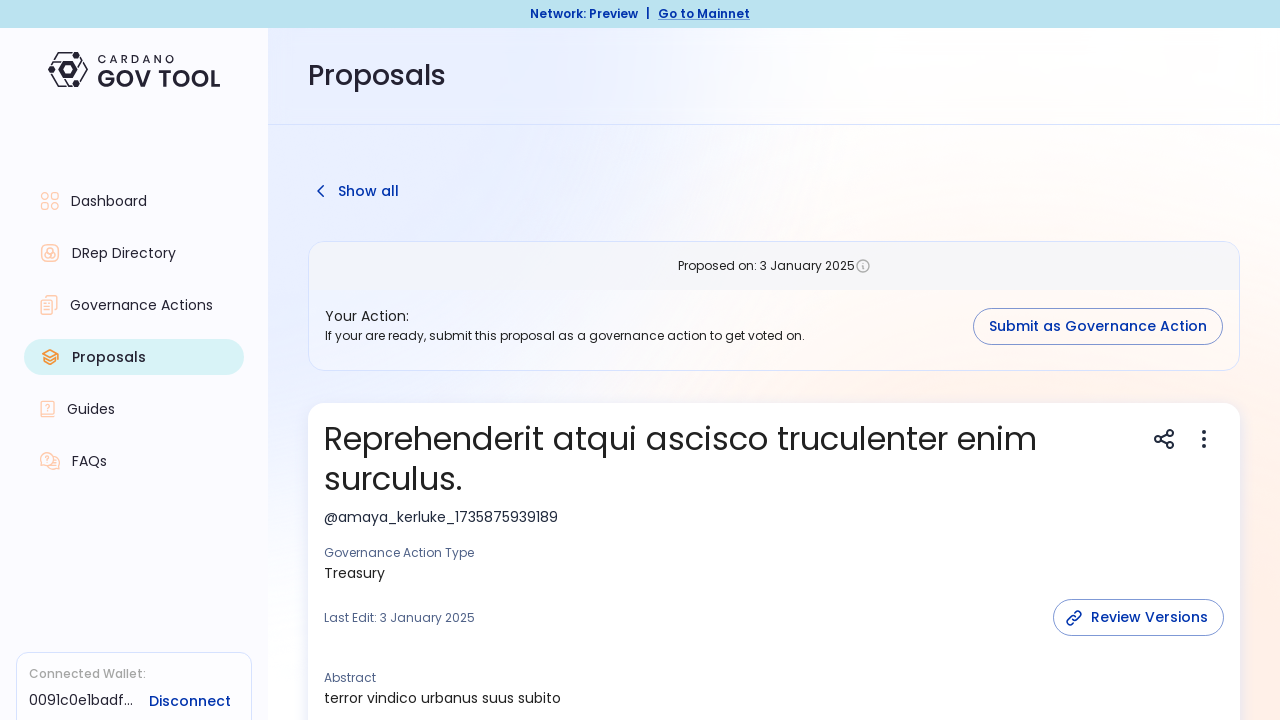 Network: Preview | Go to Mainnet
CARDANO
GOV TOOL
Proposals
Dashboard
DRep Directory
Governance Actions
Proposals
Guides
FAQs
Connected Wallet:
0091c0e1badf...
Disconnect
Show all
Proposed on: 3 January 2025
Your Action:
If your are ready, submit this proposal as a governance action to get voted on.
Submit as Governance Action
Reprehenderit atqui ascisco truculenter enim
surculus.
@amaya_kerluke_1735875939189
Governance Action Type
Treasury
Last Edit: 3 January 2025
Review Versions
Abstract
terror vindico urbanus suus subito